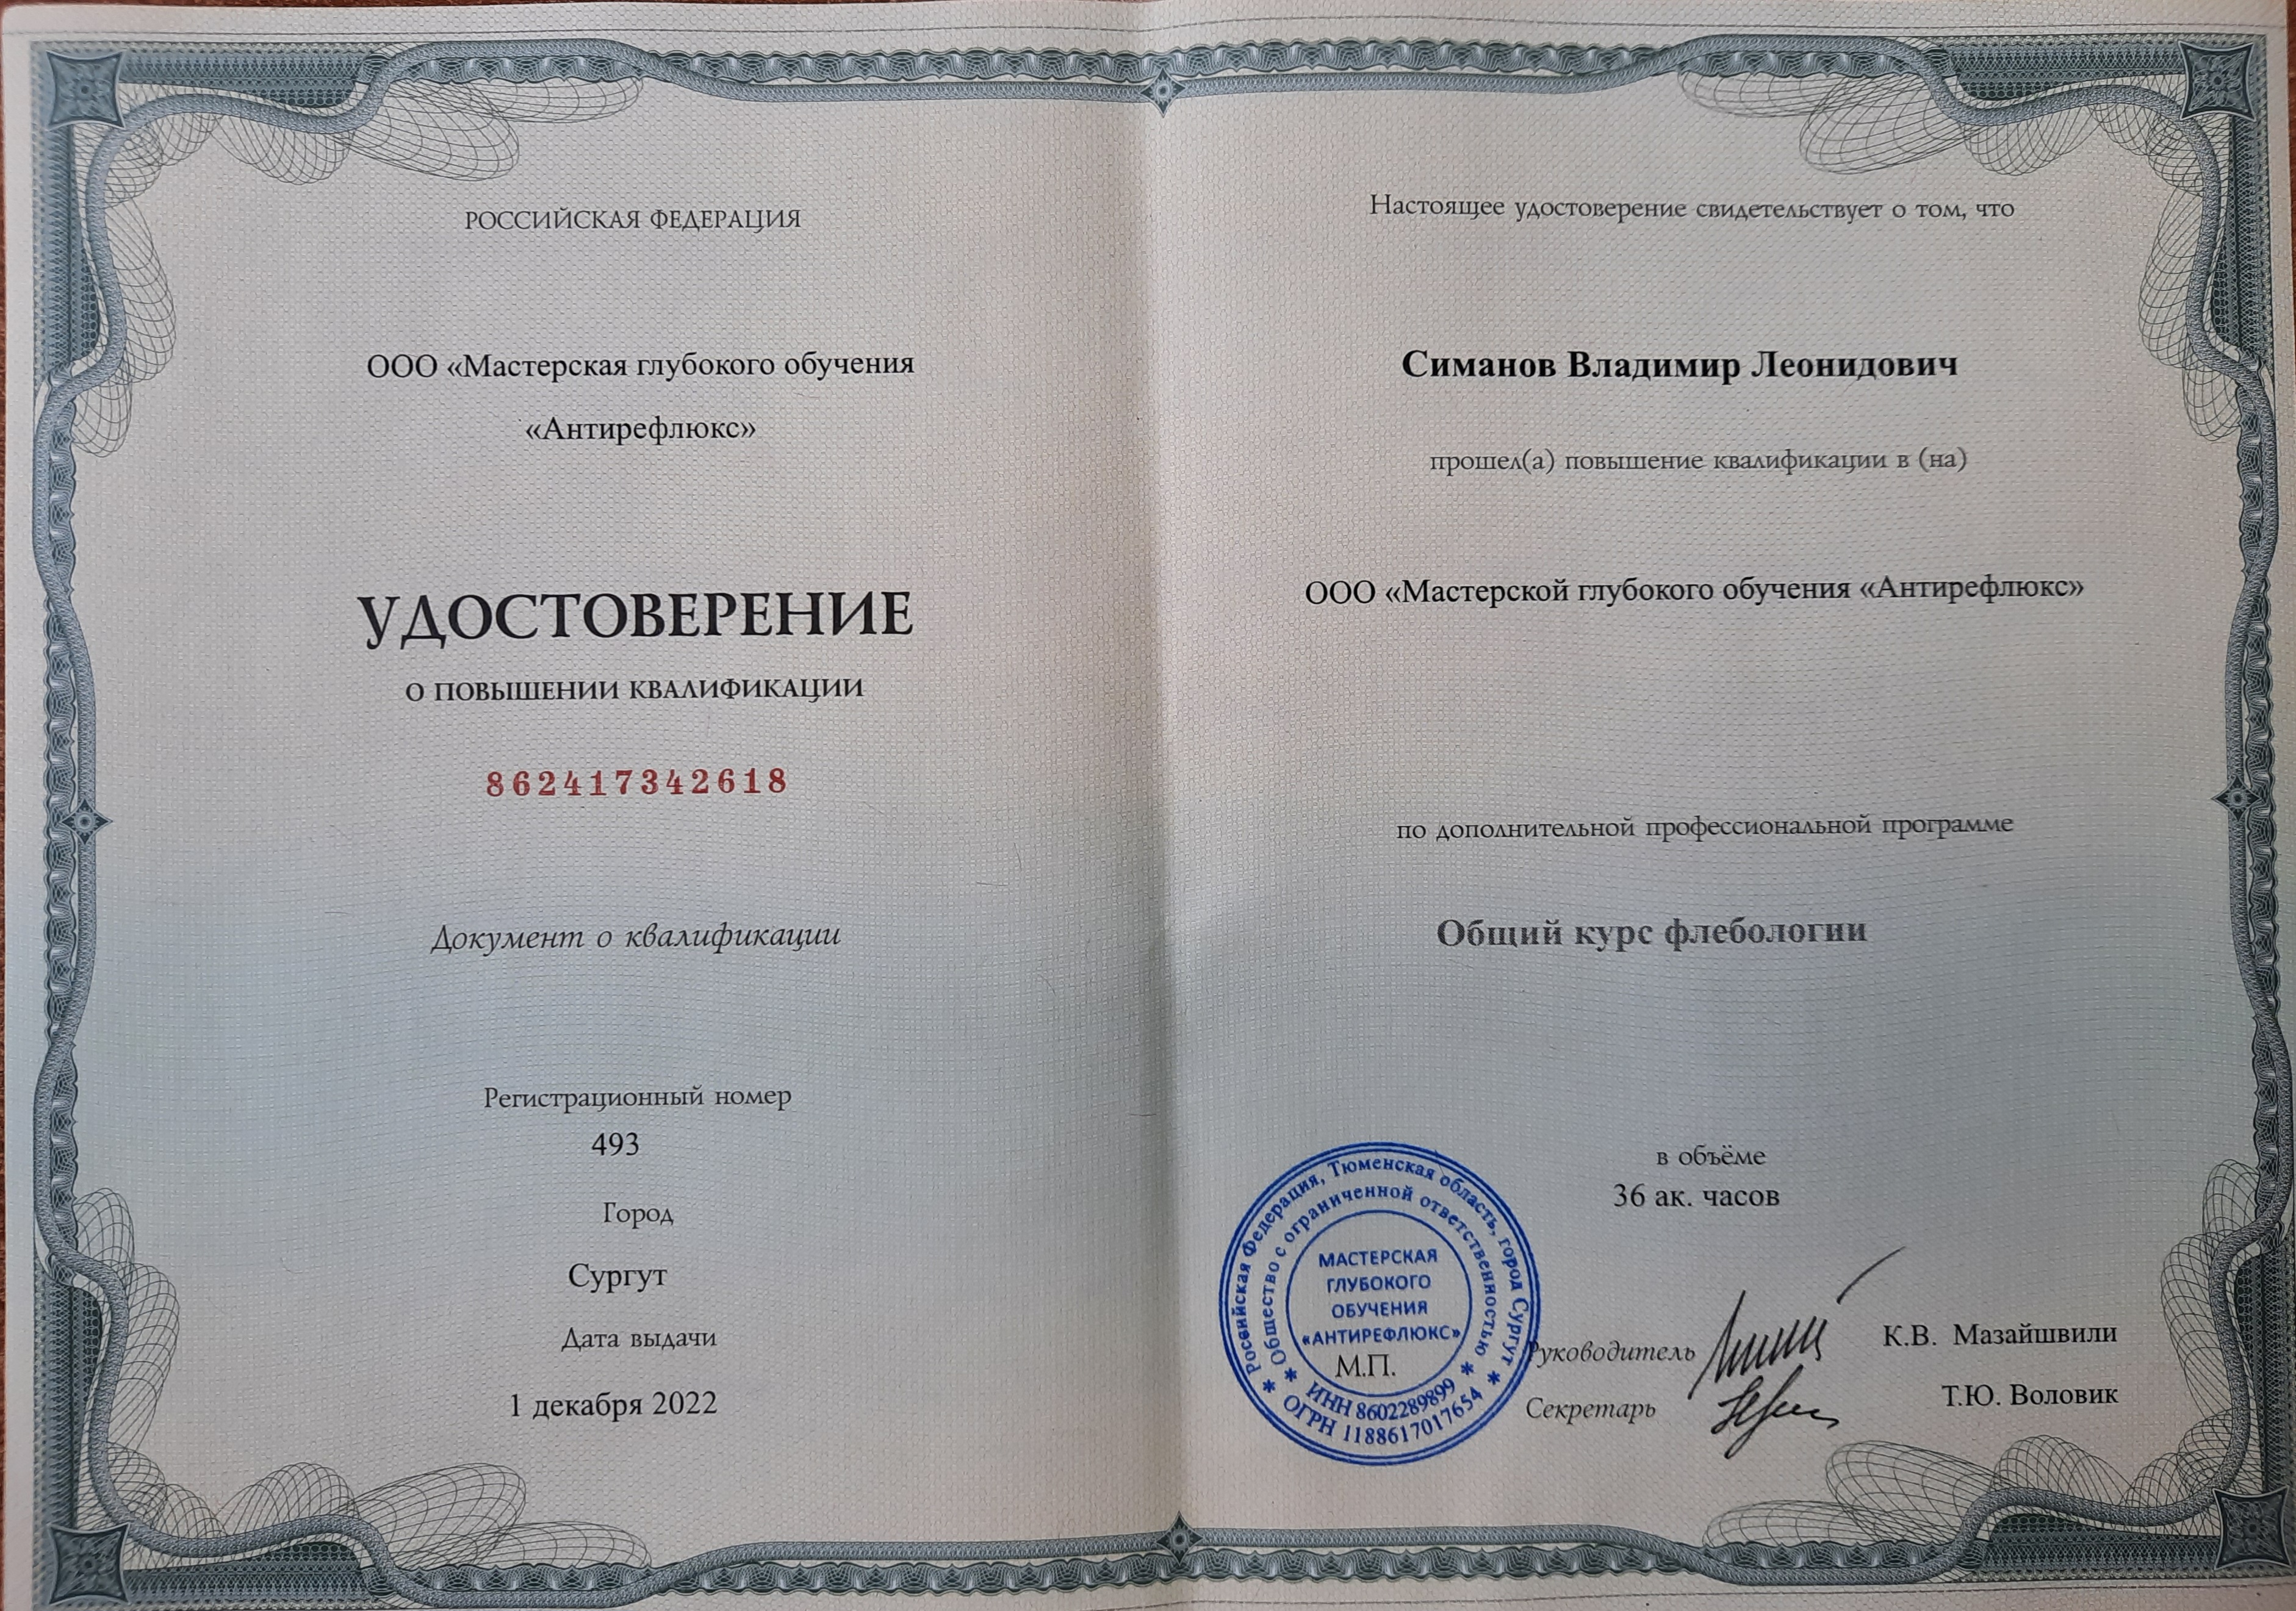 РОССИЙСКАЯ ФЕДЕРАЦИЯ
ООО «Мастерская глубокого обучения
«Антирефлюкс»
УДОСТОВЕРЕНИЕ
О ПОВЫШЕНИИ КВАЛИФИКАЦИИ
862417342618
Документ о квалификации
Регистрационный номер
493
Город
Сургут
Дата выдачи
1 декабря 2022
Настоящее удостоверение свидетельствует о том, что
Симанов Владимир Леонидович
прошел(а) повышение квалификации в (на)
ООО «Мастерской глубокого обучения «Антирефлюкс»
по дополнительной профессиональной программе
Общий курс флебологии
в объёме
36 ак. часов
Российская Федерация, Тюменская область, город Сургут
Общество с ограниченной ответственностью
МАСТЕРСКАЯ
ГЛУБОКОГО
ОБУЧЕНИЯ
«АНТИРЕФЛЮКС»
М.П.
ИНН 8602289899
ОГРН 1188617017654
Руководитель К.В. Мазайшвили
Секретарь Т.Ю. Воловик